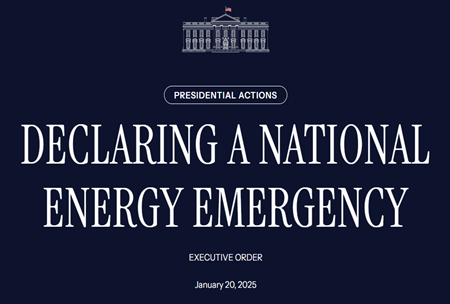 PRESIDENTIAL ACTIONS
DECLARING A NATIONAL
ENERGY EMERGENCY
EXECUTIVE ORDER
January 20, 2025